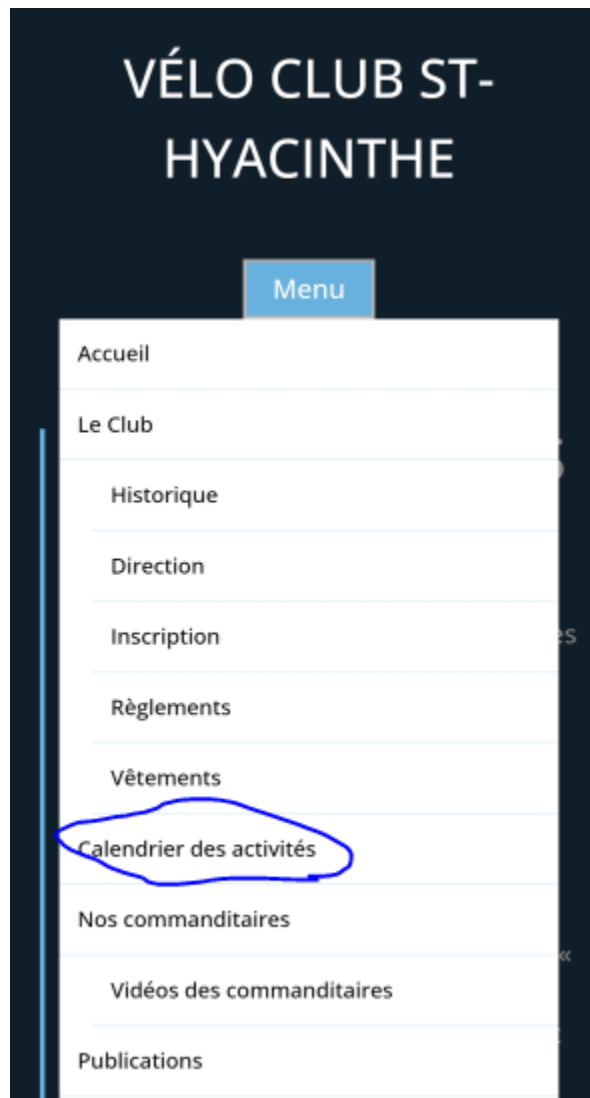 VÉLO CLUB ST-
HYACINTHE
Menu
Accueil
Le Club
Historique
Direction
Inscription
Règlements
Vêtements
Calendrier des activités
Nos commanditaires
Vidéos des commanditaires
Publications